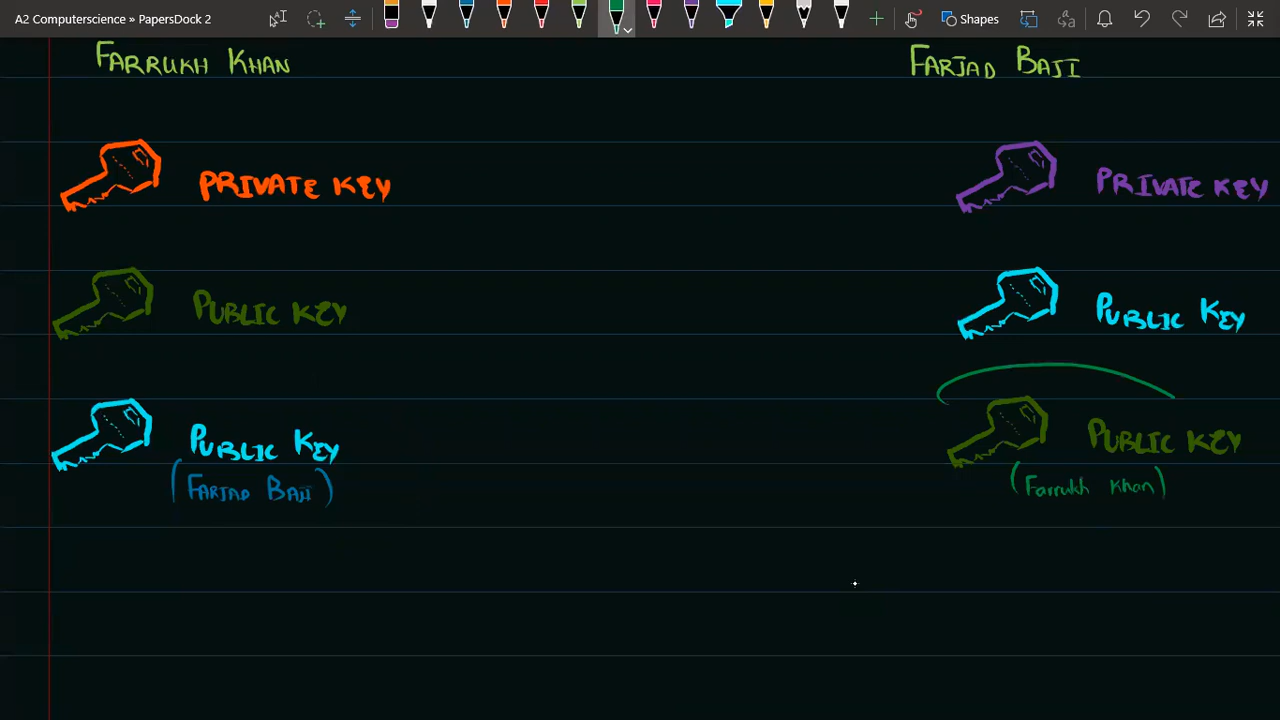 A2 Computerscience » PapersDock 2
Shapes
FARRUKH KHAN
FARJAD BAJI
PRIVATE KEY
PRIVATE KEY
PUBLIC KEY
PUBLIC KEY
PUBLIC KEY
(FARJAD BAJI)
PUBLIC KEY
(Farrukh Khan)